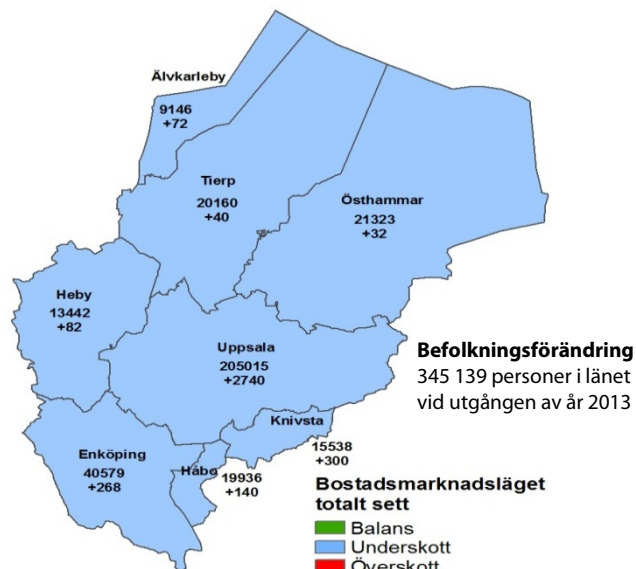 Älvkarleby
9146
+72
Tierp
20160
+40
Östhammar
21323
+32
Heby
13442
+82
Uppsala
205015
+2740
Befolkningsförändring
345 139 personer i länet
vid utgången av år 2013
Knivsta
15538
+300
Enköping
40579
+268
Håbo
19936
+140
Bostadsmarknadsläget
totalt sett
Balans
Underskott
Överskott